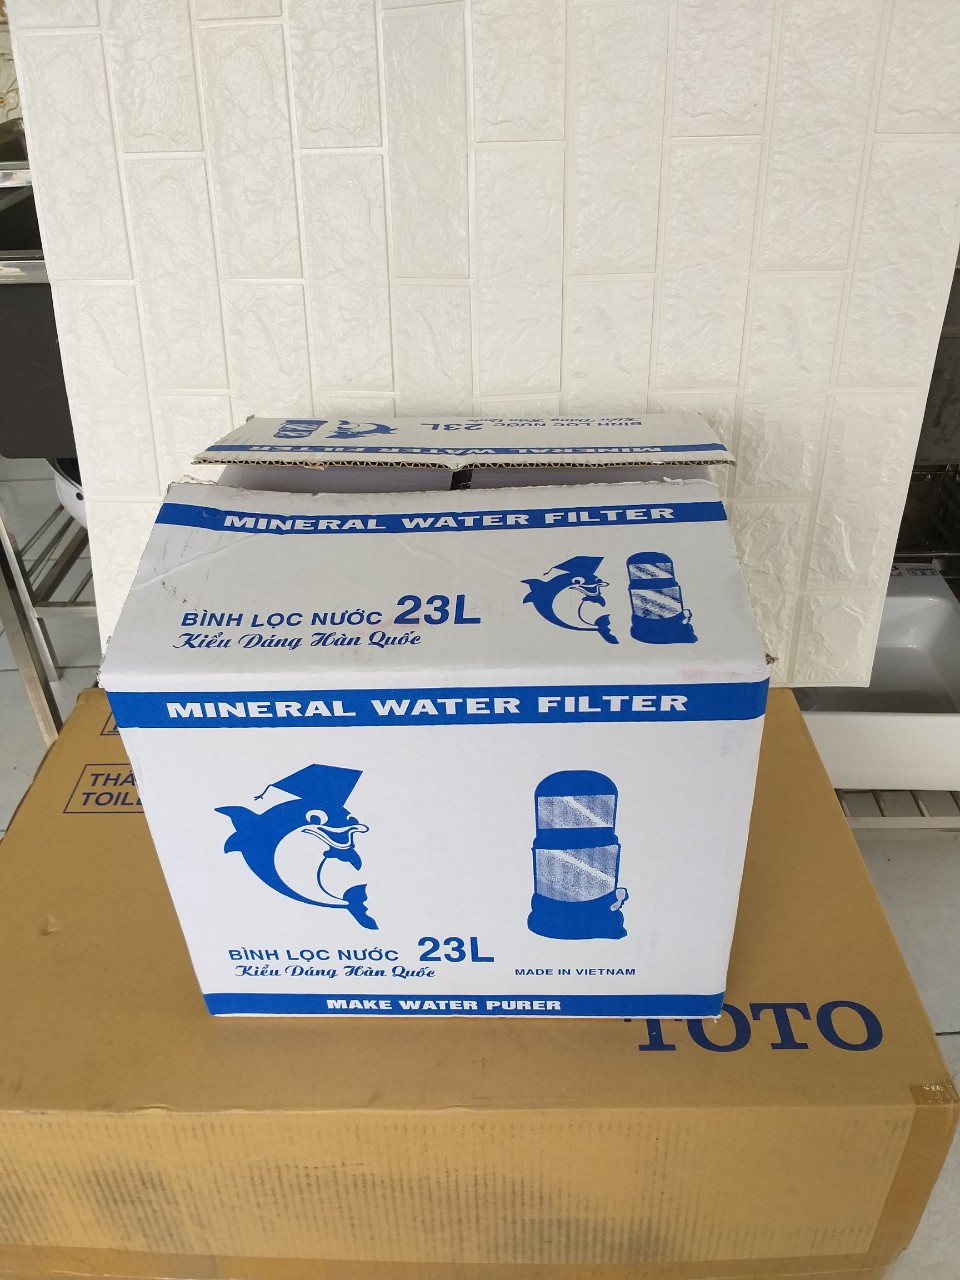 BÌNH LỌC NƯỚC 23L
Kiểu Dáng Hàn Quốc
MINERAL WATER FILTER
MINERAL WATER FILTER
BÌNH LỌC NƯỚC 23L
Kiểu Dáng Hàn Quốc
MINERAL WATER FILTER
BÌNH LỌC NƯỚC 23L
Kiểu Dáng Hàn Quốc
MADE IN VIETNAM
MAKE WATER PURER
TOTO